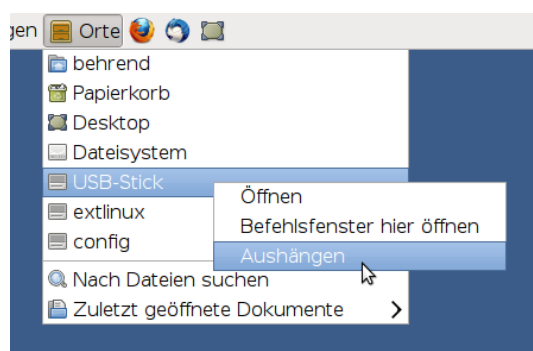 gen Orte
behrend
Papierkorb
Desktop
Dateisystem
USB-Stick
Öffnen
extlinux
Befehlsfenster hier öffnen
config
Aushängen
Nach Dateien suchen
Zuletzt geöffnete Dokumente